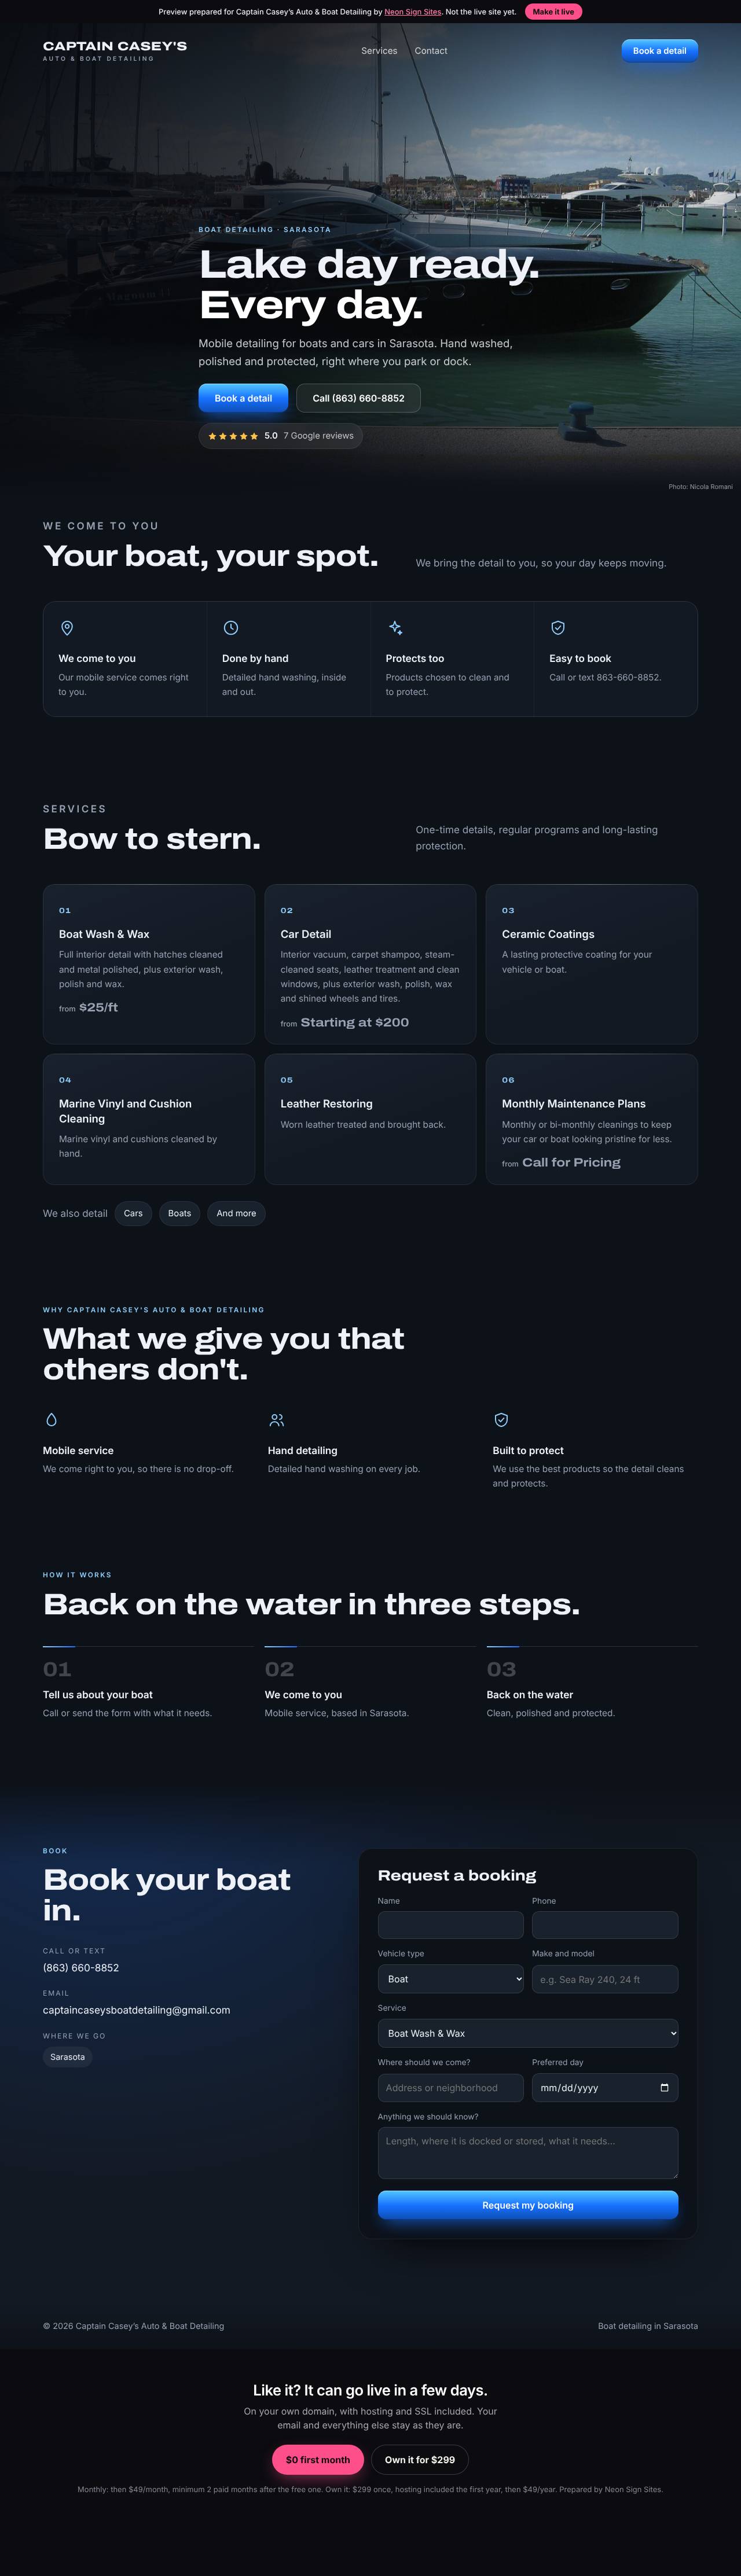 Preview prepared for Captain Casey's Auto & Boat Detailing by Neon Sign Sites. Not the live site yet. Make it live
CAPTAIN CASEY'S
AUTO & BOAT DETAILING
Services Contact
Book a detail
BOAT DETAILING · SARASOTA
Lake day ready.
Every day.
Mobile detailing for boats and cars in Sarasota. Hand washed,
polished and protected, right where you park or dock.
Book a detail Call (863) 660-8852
5.0 7 Google reviews
Photo: Nicola Romani
WE COME TO YOU
Your boat, your spot.
We bring the detail to you, so your day keeps moving.
We come to you
Our mobile service comes right
to you.
Done by hand
Detailed hand washing, inside
and out.
Protects too
Products chosen to clean and
to protect.
Easy to book
Call or text 863-660-8852.
SERVICES
Bow to stern.
One-time details, regular programs and long-lasting
protection.
01
Boat Wash & Wax
Full interior detail with hatches cleaned
and metal polished, plus exterior wash,
polish and wax.
from $25/ft
02
Car Detail
Interior vacuum, carpet shampoo, steam-
cleaned seats, leather treatment and clean
windows, plus exterior wash, polish, wax
and shined wheels and tires.
from Starting at $200
03
Ceramic Coatings
A lasting protective coating for your
vehicle or boat.
04
Marine Vinyl and Cushion
Cleaning
Marine vinyl and cushions cleaned by
hand.
05
Leather Restoring
Worn leather treated and brought back.
06
Monthly Maintenance Plans
Monthly or bi-monthly cleanings to keep
your car or boat looking pristine for less.
from Call for Pricing
We also detail Cars Boats And more
WHY CAPTAIN CASEY'S AUTO & BOAT DETAILING
What we give you that
others don't.
Mobile service
We come right to you, so there is no drop-off.
Hand detailing
Detailed hand washing on every job.
Built to protect
We use the best products so the detail cleans
and protects.
HOW IT WORKS
Back on the water in three steps.
01
Tell us about your boat
Call or send the form with what it needs.
02
We come to you
Mobile service, based in Sarasota.
03
Back on the water
Clean, polished and protected.
BOOK
Book your boat
in.
CALL OR TEXT
(863) 660-8852
EMAIL
captaincaseysboatdetailing@gmail.com
WHERE WE GO
Sarasota
Request a booking
Name Phone
Vehicle type Make and model
Boat e.g. Sea Ray 240, 24 ft
Service
Boat Wash & Wax
Where should we come? Preferred day
Address or neighborhood mm/dd/yyyy
Anything we should know?
Length, where it is docked or stored, what it needs...
Request my booking
© 2026 Captain Casey's Auto & Boat Detailing
Boat detailing in Sarasota
Like it? It can go live in a few days.
On your own domain, with hosting and SSL included. Your
email and everything else stay as they are.
$0 first month Own it for $299
Monthly: then $49/month, minimum 2 paid months after the free one. Own it: $299 once, hosting included the first year, then $49/year. Prepared by Neon Sign Sites.